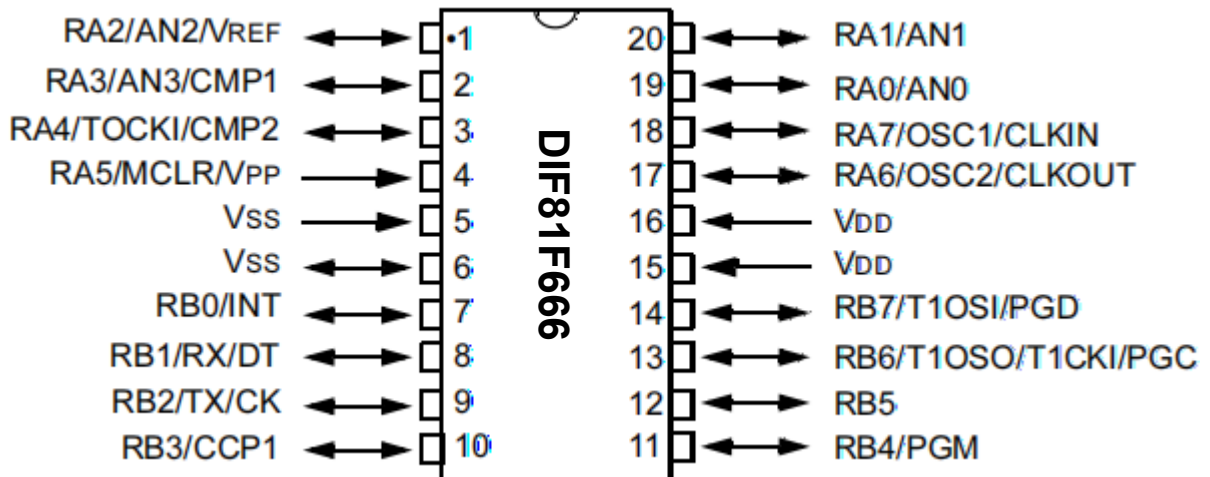 RA2/AN2/VREF •1 20 RA1/AN1
RA3/AN3/CMP1 2 19 RA0/AN0
RA4/TOCKI/CMP2 3 18 RA7/OSC1/CLKIN
RA5/MCLR/VPP 4 17 RA6/OSC2/CLKOUT
VSS 5 16 VDD
VSS 6 15 VDD
RB0/INT 7 14 RB7/T1OSI/PGD
RB1/RX/DT 8 13 RB6/T1OSO/T1CKI/PGC
RB2/TX/CK 9 12 RB5
RB3/CCP1 10 11 RB4/PGM
DIF81F666